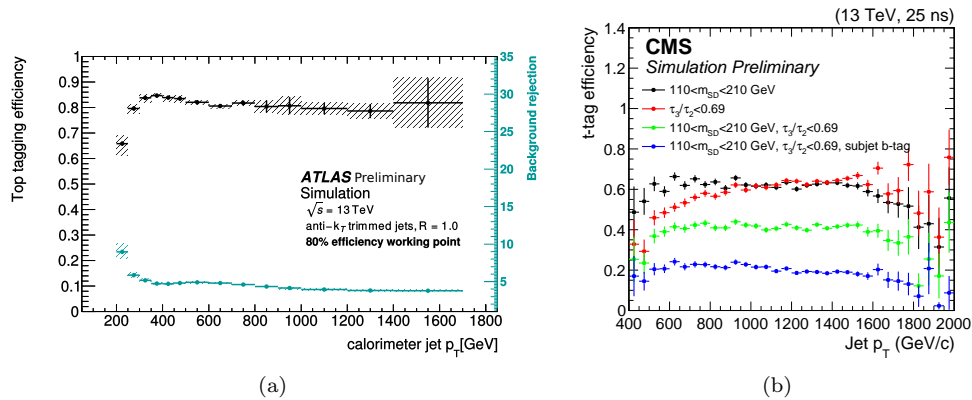 Top tagging efficiency
1
0.9
0.8
0.7
0.6
0.5
0.4
0.3
0.2
0.1
0
35
30
25
20
15
10
5
Background rejection
ATLAS Preliminary
Simulation
√s = 13 TeV
anti−k_T trimmed jets, R = 1.0
80% efficiency working point
200 400 600 800 1000 1200 1400 1600 1800
calorimeter jet p_T[GeV]
(a)
(13 TeV, 25 ns)
t-tag efficiency
1.4
1.2
1
0.8
0.6
0.4
0.2
0
CMS
Simulation Preliminary
110<m_SD<210 GeV
τ_3/τ_2<0.69
110<m_SD<210 GeV, τ_3/τ_2<0.69
110<m_SD<210 GeV, τ_3/τ_2<0.69, subjet b-tag
400 600 800 1000 1200 1400 1600 1800 2000
Jet p_T (GeV/c)
(b)